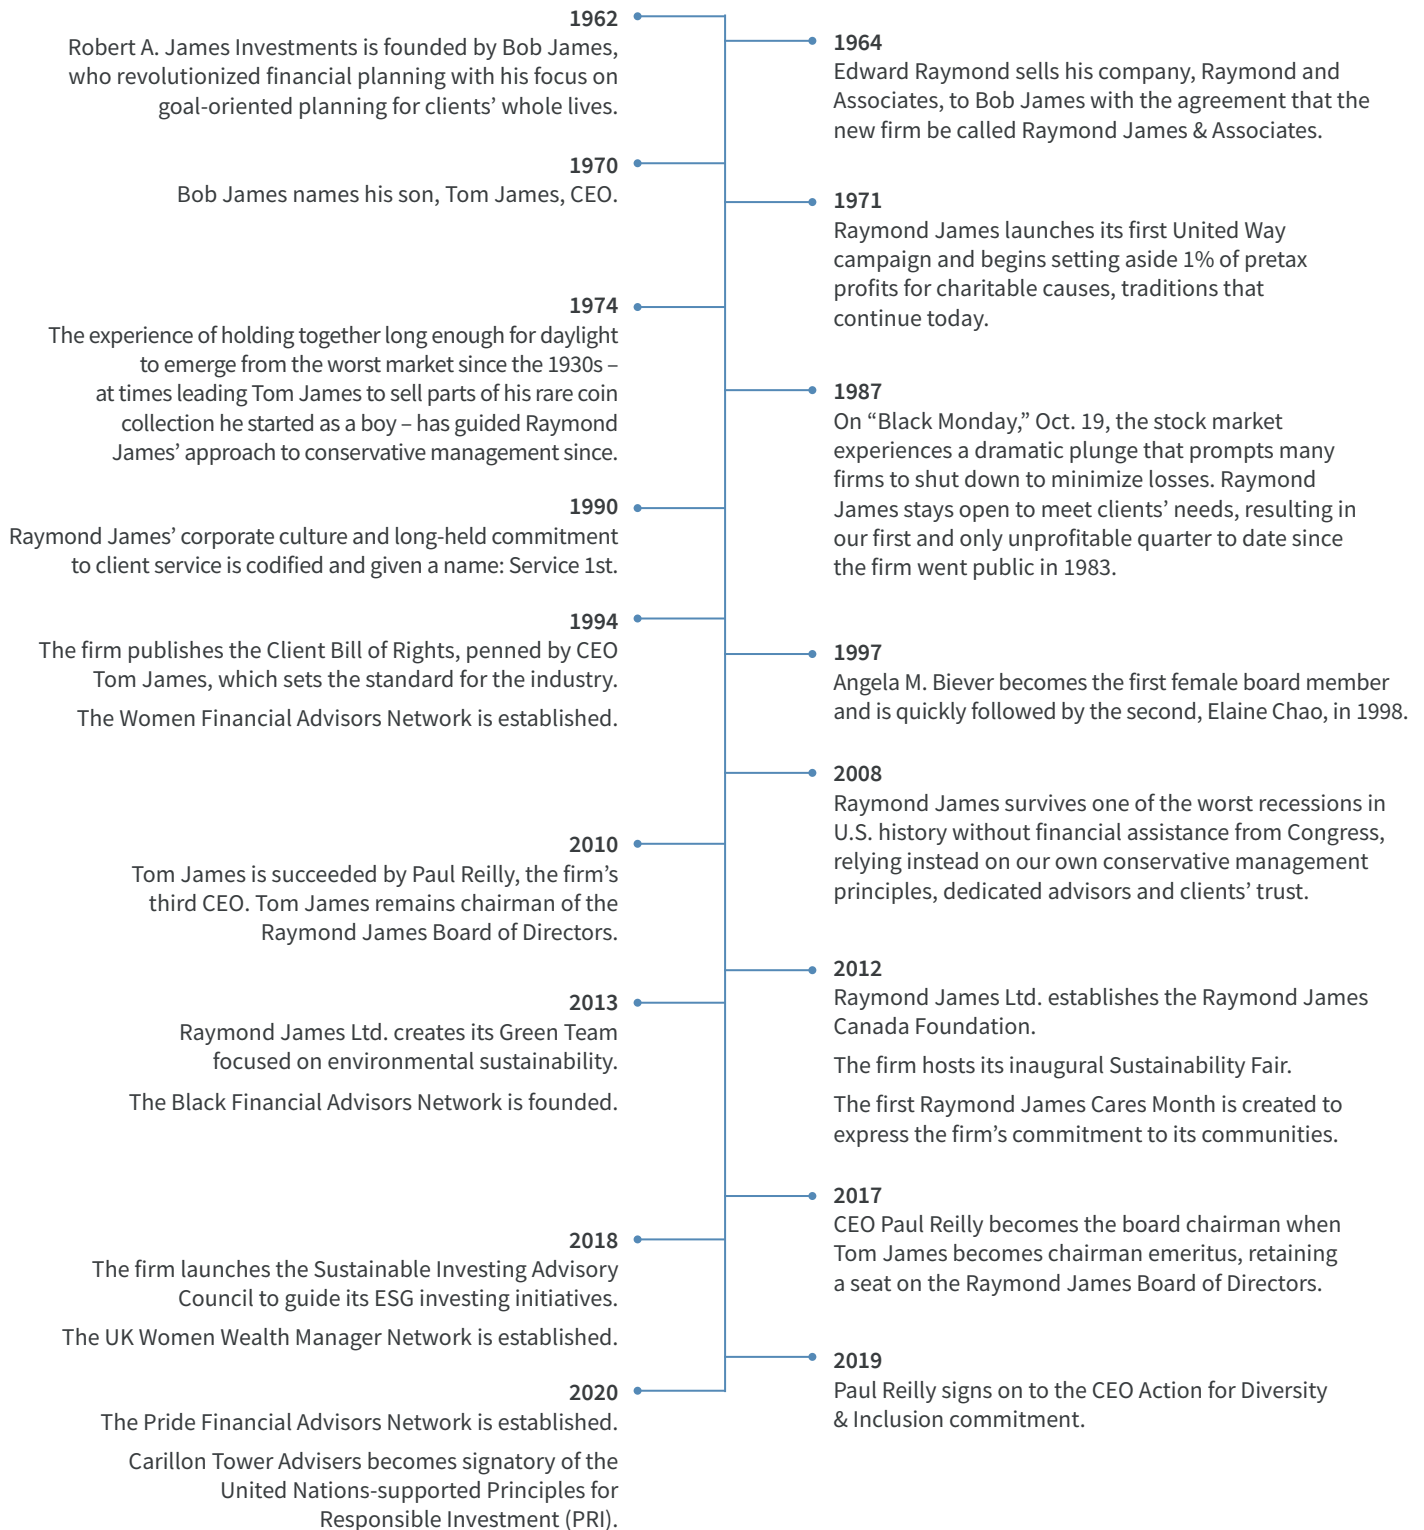 1962
Robert A. James Investments is founded by Bob James,
who revolutionized financial planning with his focus on
goal-oriented planning for clients’ whole lives.
1964
Edward Raymond sells his company, Raymond and
Associates, to Bob James with the agreement that the
new firm be called Raymond James & Associates.
1970
Bob James names his son, Tom James, CEO.
1971
Raymond James launches its first United Way
campaign and begins setting aside 1% of pretax
profits for charitable causes, traditions that
continue today.
1974
The experience of holding together long enough for daylight
to emerge from the worst market since the 1930s –
at times leading Tom James to sell parts of his rare coin
collection he started as a boy – has guided Raymond
James’ approach to conservative management since.
1987
On “Black Monday,” Oct. 19, the stock market
experiences a dramatic plunge that prompts many
firms to shut down to minimize losses. Raymond
James stays open to meet clients’ needs, resulting in
our first and only unprofitable quarter to date since
the firm went public in 1983.
1990
Raymond James’ corporate culture and long-held commitment
to client service is codified and given a name: Service 1st.
1994
The firm publishes the Client Bill of Rights, penned by CEO
Tom James, which sets the standard for the industry.
The Women Financial Advisors Network is established.
1997
Angela M. Biever becomes the first female board member
and is quickly followed by the second, Elaine Chao, in 1998.
2008
Raymond James survives one of the worst recessions in
U.S. history without financial assistance from Congress,
relying instead on our own conservative management
principles, dedicated advisors and clients’ trust.
2010
Tom James is succeeded by Paul Reilly, the firm’s
third CEO. Tom James remains chairman of the
Raymond James Board of Directors.
2012
Raymond James Ltd. establishes the Raymond James
Canada Foundation.
The firm hosts its inaugural Sustainability Fair.
The first Raymond James Cares Month is created to
express the firm’s commitment to its communities.
2013
Raymond James Ltd. creates its Green Team
focused on environmental sustainability.
The Black Financial Advisors Network is founded.
2017
CEO Paul Reilly becomes the board chairman when
Tom James becomes chairman emeritus, retaining
a seat on the Raymond James Board of Directors.
2018
The firm launches the Sustainable Investing Advisory
Council to guide its ESG investing initiatives.
The UK Women Wealth Manager Network is established.
2019
Paul Reilly signs on to the CEO Action for Diversity
& Inclusion commitment.
2020
The Pride Financial Advisors Network is established.
Carillon Tower Advisers becomes signatory of the
United Nations-supported Principles for
Responsible Investment (PRI).